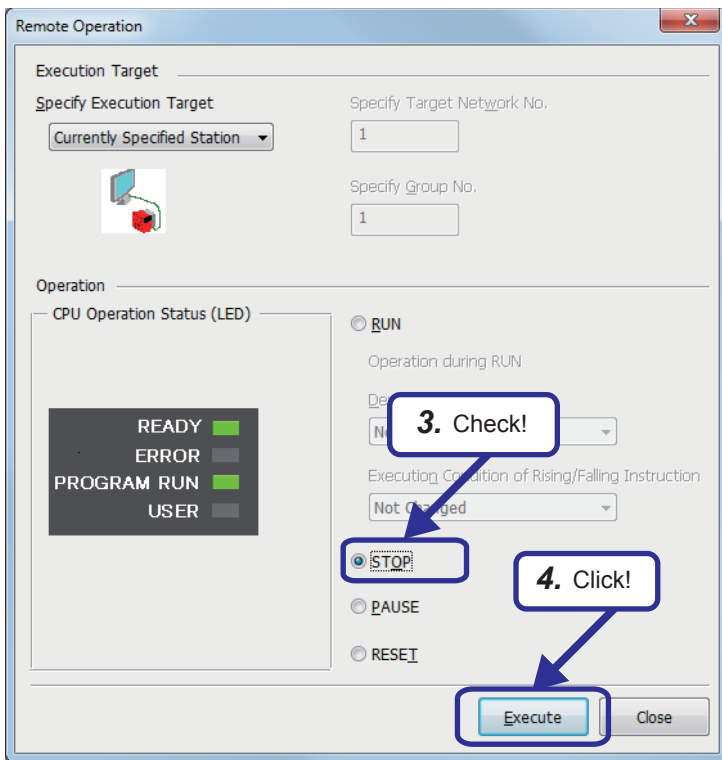 Remote Operation
Execution Target
Specify Execution Target
Currently Specified Station
Specify Target Network No.
1
Specify Group No.
1
Operation
CPU Operation Status (LED)
READY
ERROR
PROGRAM RUN
USER
RUN
Operation during RUN
3. Check!
Execution Condition of Rising/Falling Instruction
Not Changed
STOP
4. Click!
PAUSE
RESET
Execute
Close